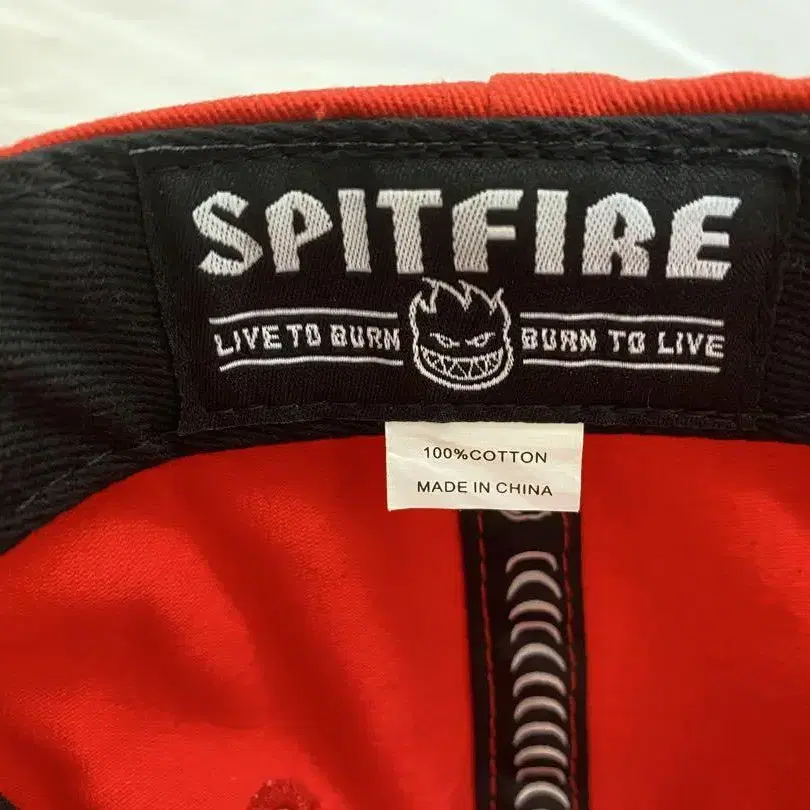 SPITFIRE
LIVE TO BURN BURN TO LIVE
100%COTTON
MADE IN CHINA